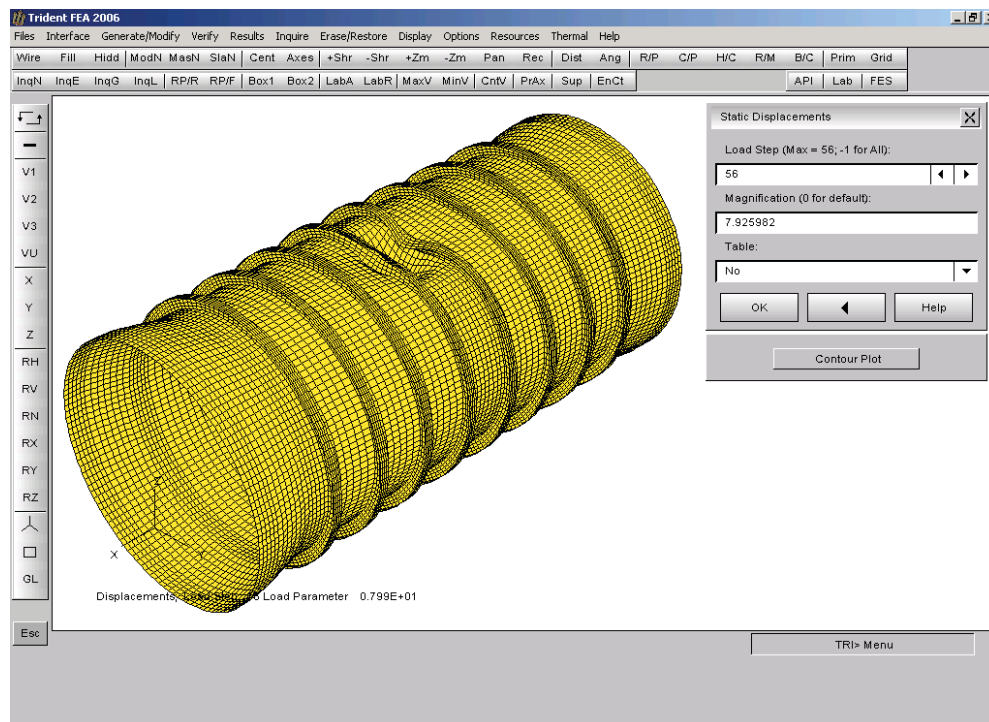 Trident FEA 2006
Files Interface Generate/Modify Verify Results Inquire Erase/Restore Display Options Resources Thermal Help
Wire Fill Hidd ModN MasN SlaN Cent Axes +Shr -Shr +Zm -Zm Pan Rec Dist Ang R/P C/P H/C R/M B/C Prim Grid
InqN InqE InqG InqL RP/R RP/F Box1 Box2 LabA LabR MaxV MinV CntV PrAx Sup EnCt API Lab FES
V1
V2
V3
VU
X
Y
Z
RH
RV
RN
RX
RY
RZ
GL
Esc
Z
X
Y
Displacements, Load Step 56 Load Parameter 0.799E+01
Static Displacements
Load Step (Max = 56; -1 for All):
56
Magnification (0 for default):
7.925982
Table:
No
OK Help
Contour Plot
TRI> Menu